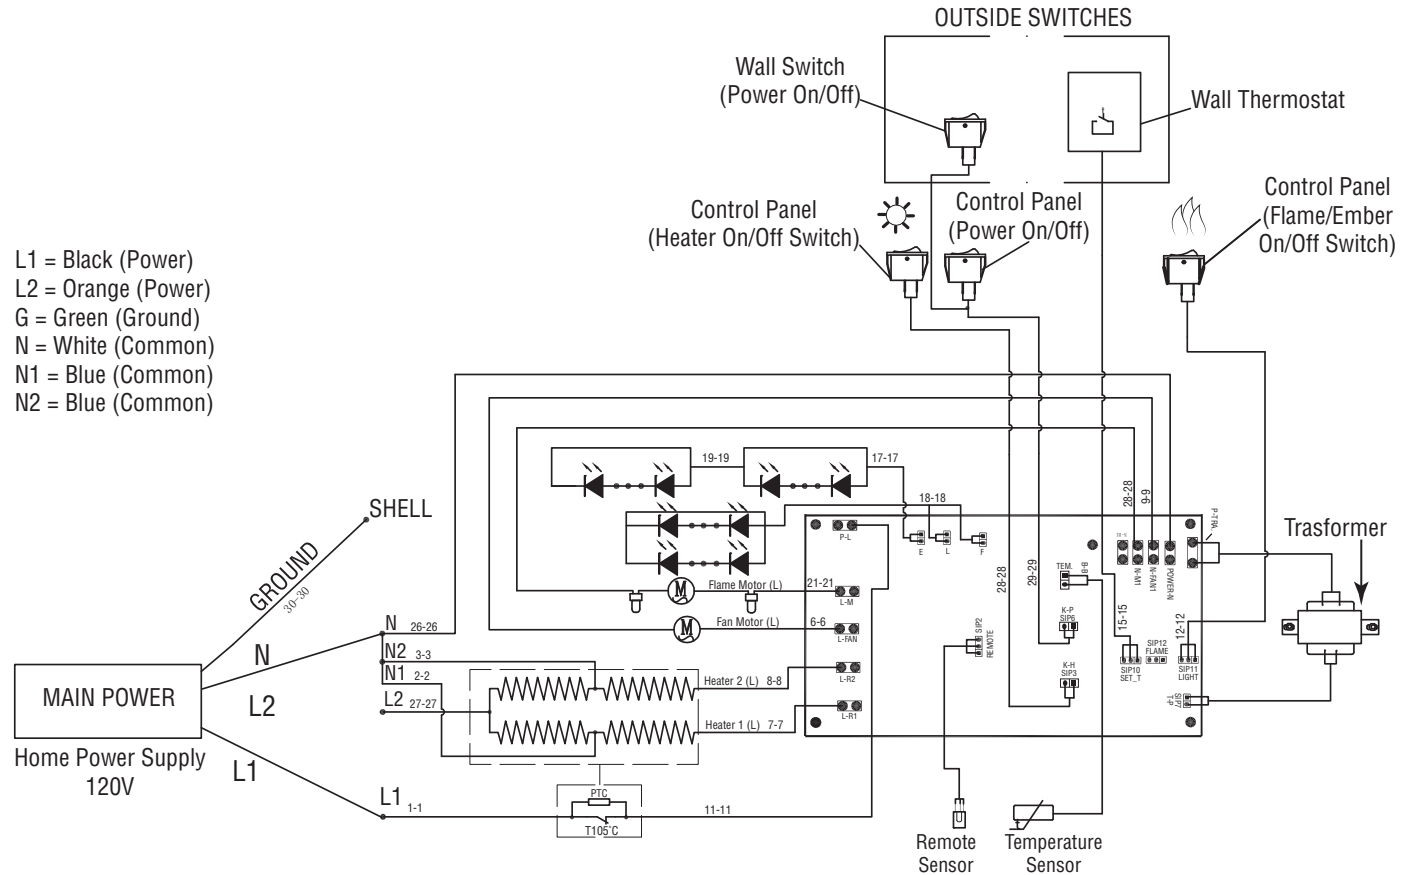 OUTSIDE SWITCHES
Wall Switch
(Power On/Off)
Wall Thermostat
Control Panel
(Heater On/Off Switch)
Control Panel
(Power On/Off)
Control Panel
(Flame/Ember
On/Off Switch)
L1 = Black (Power)
L2 = Orange (Power)
G = Green (Ground)
N = White (Common)
N1 = Blue (Common)
N2 = Blue (Common)
19-19
17-17
18-18
28-28
9-9
P-TRA.
SHELL
GROUND
30-30
Trasformer
P-L
E
L
F
N-M1
N-FAN1
POWER-N
28-28
29-29
TEM.
B-B
Flame Motor (L)
21-21
L-M
K-P
SIP6
15-15
12-12
Fan Motor (L)
6-6
L-FAN
SIP2
REMOTE
SIP12
FLAME
N
26-26
N
N2
3-3
N1
2-2
L2
27-27
Heater 2 (L)
8-8
L-R2
K-H
SIP3
SIP10
SET_T
SIP11
LIGHT
SIP7
T-P
MAIN POWER
L2
Heater 1 (L)
7-7
L-R1
Home Power Supply
120V
L1
L1
1-1
PTC
T105°C
11-11
Remote
Sensor
Temperature
Sensor